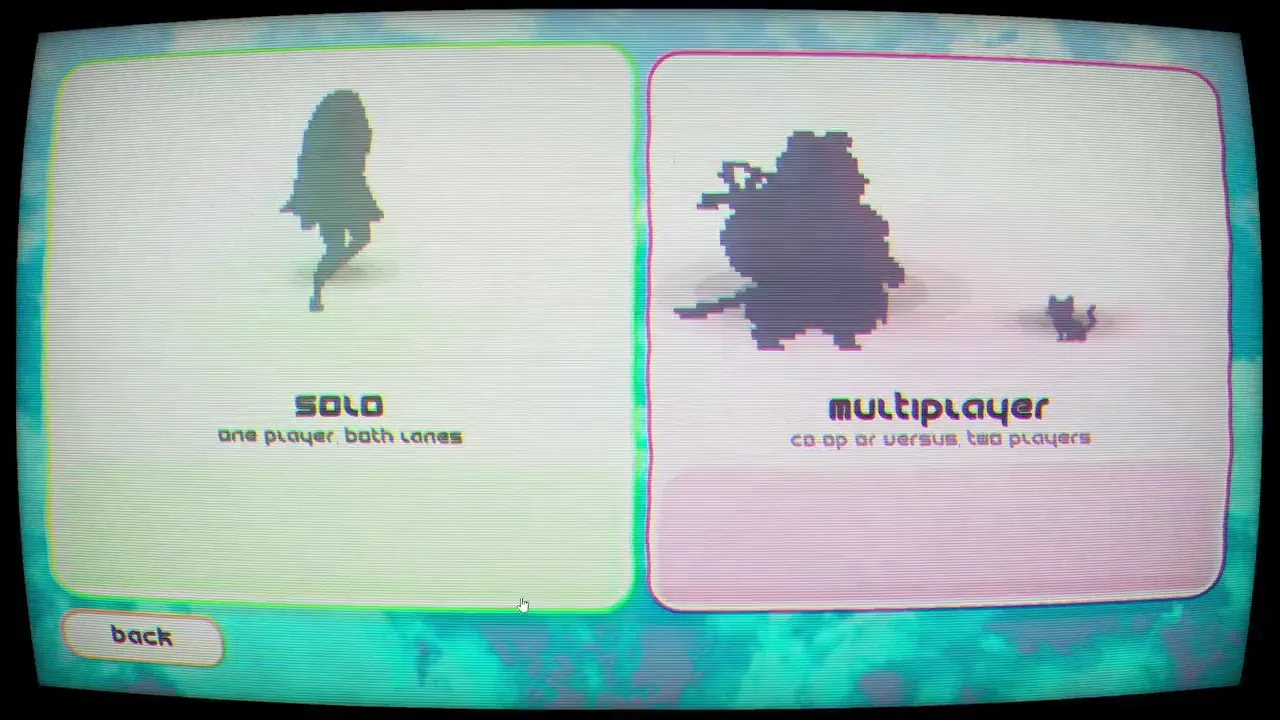 SOLO
one player, both lanes
multiplayer
co-op or versus, two players
back